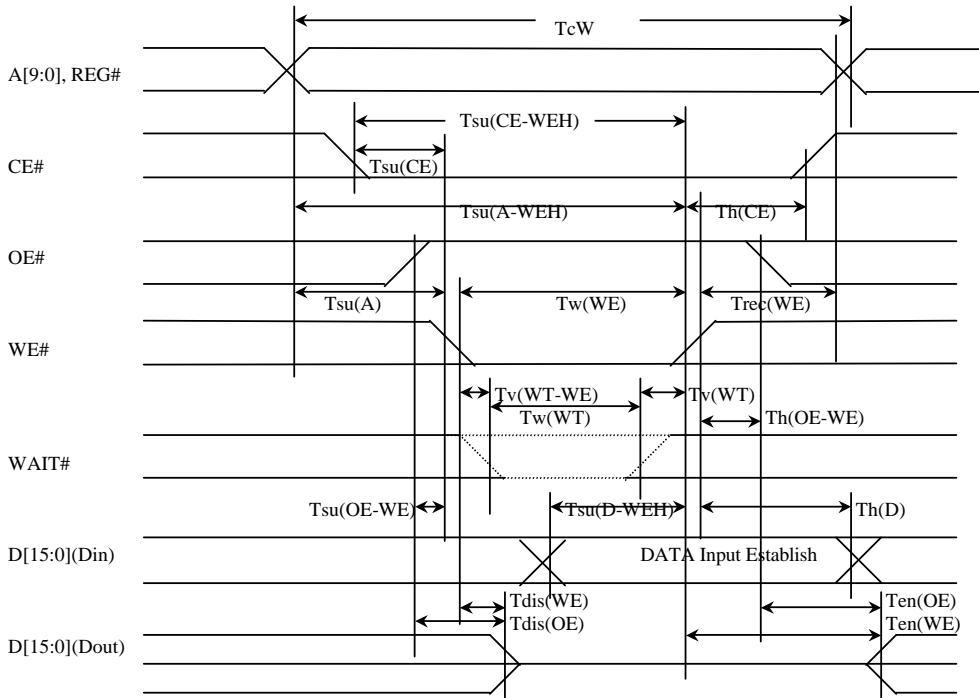 TcW
A[9:0], REG#
Tsu(CE-WEH)
CE#
Tsu(CE)
Tsu(A-WEH)
Th(CE)
OE#
Tsu(A)
Tw(WE)
Trec(WE)
WE#
Tv(WT-WE)
Tv(WT)
Tw(WT)
Th(OE-WE)
WAIT#
Tsu(OE-WE)
Tsu(D-WEH)
Th(D)
D[15:0](Din)
DATA Input Establish
Tdis(WE)
Ten(OE)
Tdis(OE)
Ten(WE)
D[15:0](Dout)